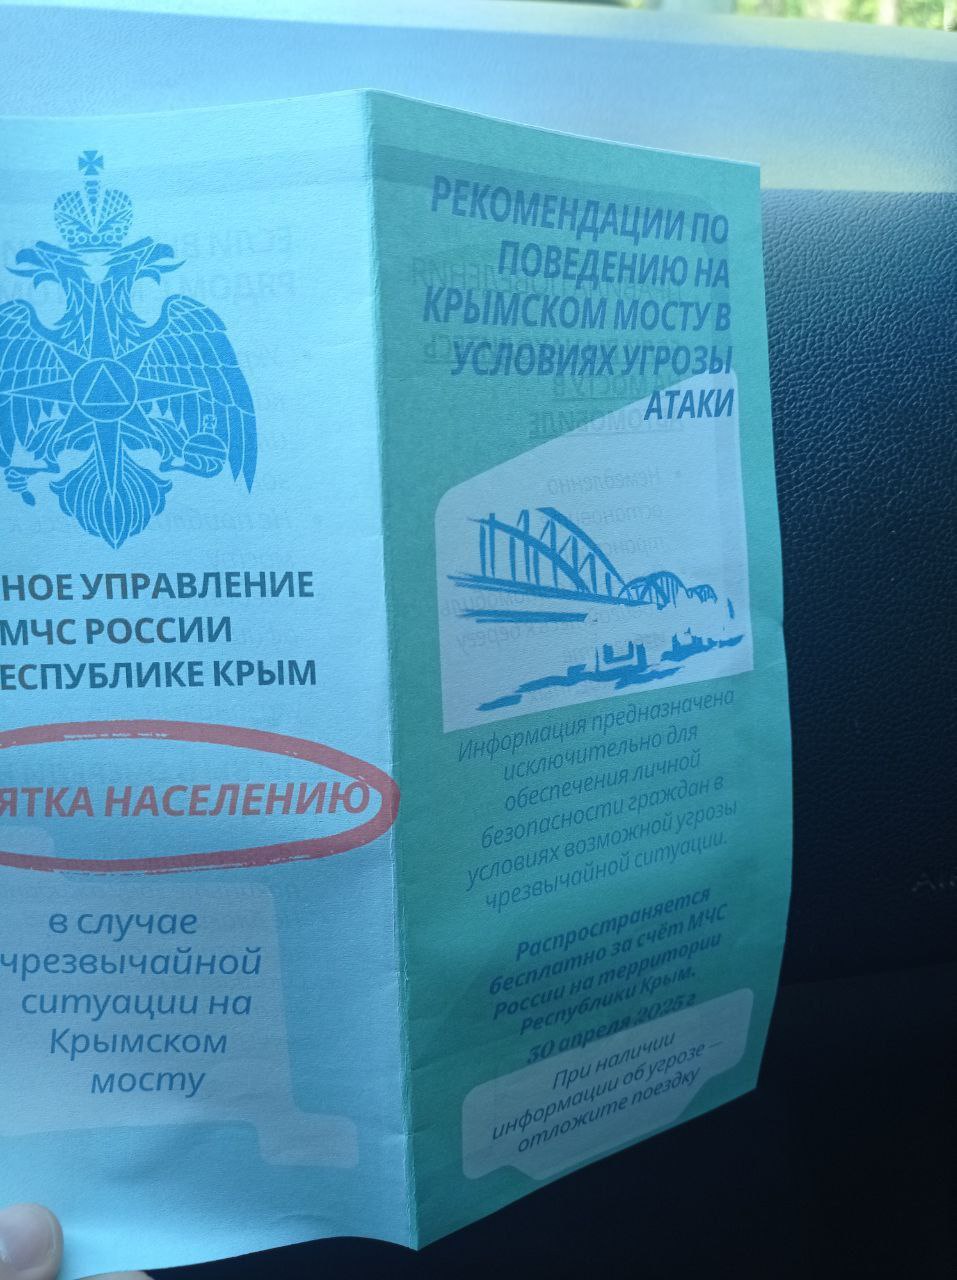 НОЕ УПРАВЛЕНИЕ
МЧС РОССИИ
ЕСПУБЛИКЕ КРЫМ
ЯТКА НАСЕЛЕНИЮ
в случае
чрезвычайной
ситуации на
Крымском
мосту
РЕКОМЕНДАЦИИ ПО
ПОВЕДЕНИЮ НА
КРЫМСКОМ МОСТУ В
УСЛОВИЯХ УГРОЗЫ
АТАКИ
Информация предназначена
исключительно для
обеспечения личной
безопасности граждан в
условиях возможной угрозы
чрезвычайной ситуации.
Распространяется
бесплатно за счёт МЧС
России на территории
Республики Крым.
30 апреля 2025 г
При наличии
информации об угрозе —
отложите поездку